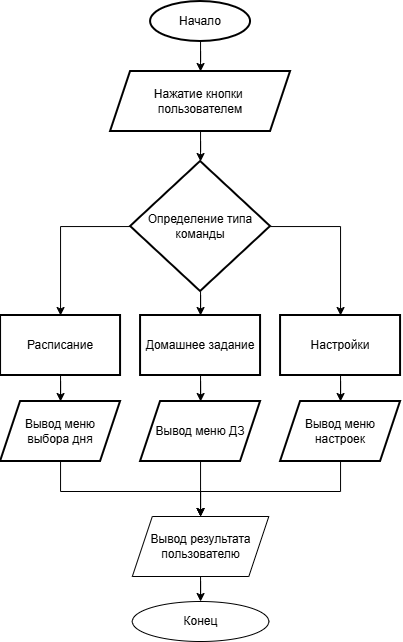 Начало
Нажатие кнопки
пользователем
Определение типа
команды
Расписание
Домашнее задание
Настройки
Вывод меню
выбора дня
Вывод меню ДЗ
Вывод меню
настроек
Вывод результата
пользователю
Конец